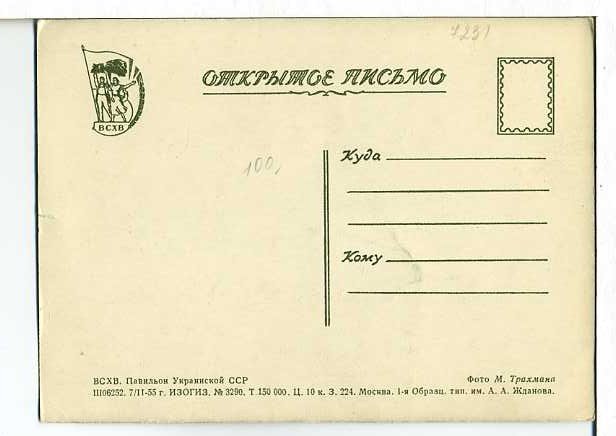 7231
ОТКРЫТОЕ ПИСЬМО
ВСХВ
100,
Куда
Кому
ВСХВ. Павильон Украинской ССР
Фото М. Трахмана
Ш06252. 7/II-55 г. ИЗОГИЗ. № 3290. Т 150 000. Ц. 10 к. З. 224. Москва. 1-я Образц. тип. им. А. А. Жданова.